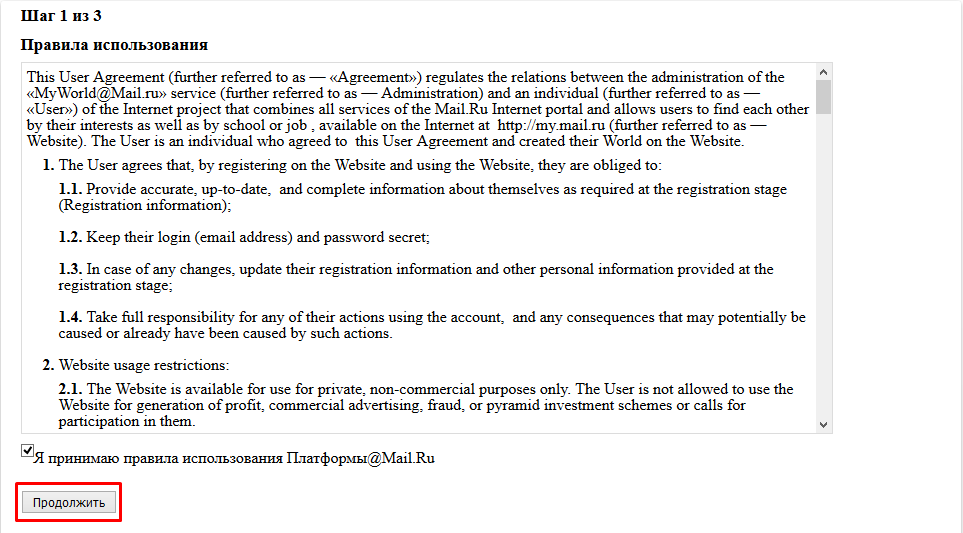 Шаг 1 из 3
Правила использования
This User Agreement (further referred to as — «Agreement») regulates the relations between the administration of the
«MyWorld@Mail.ru» service (further referred to as — Administration) and an individual (further referred to as —
«User») of the Internet project that combines all services of the Mail.Ru Internet portal and allows users to find each other
by their interests as well as by school or job , available on the Internet at  http://my.mail.ru (further referred to as —
Website). The User is an individual who agreed to  this User Agreement and created their World on the Website.
1. The User agrees that, by registering on the Website and using the Website, they are obliged to:
1.1. Provide accurate, up-to-date,  and complete information about themselves as required at the registration stage
(Registration information);
1.2. Keep their login (email address) and password secret;
1.3. In case of any changes, update their registration information and other personal information provided at the
registration stage;
1.4. Take full responsibility for any of their actions using the account,  and any consequences that may potentially be
caused or already have been caused by such actions.
2. Website usage restrictions:
2.1. The Website is available for use for private, non-commercial purposes only. The User is not allowed to use the
Website for generation of profit, commercial advertising, fraud, or pyramid investment schemes or calls for
participation in them.
Я принимаю правила использования Платформы@Mail.Ru
Продолжить